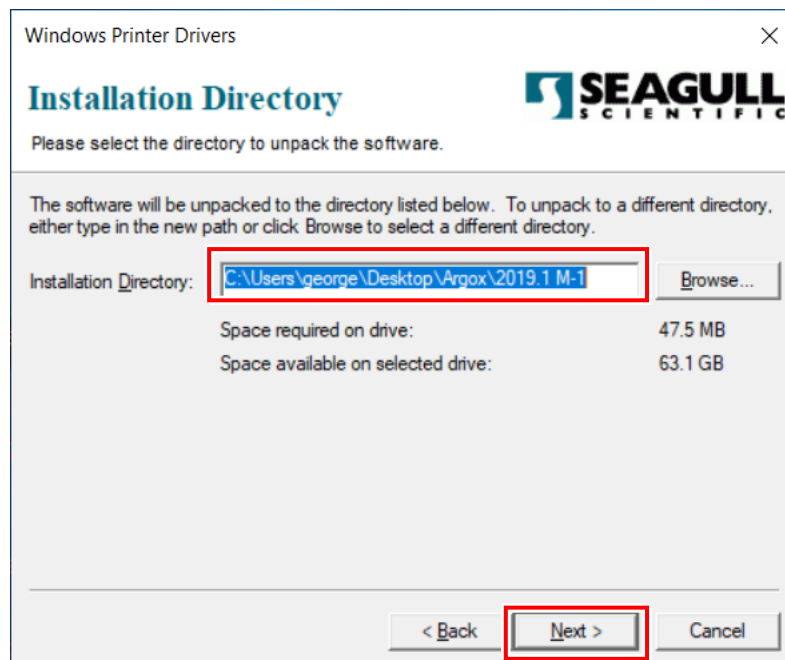 Windows Printer Drivers
Installation Directory
SEAGULL
SCIENTIFIC
Please select the directory to unpack the software.
The software will be unpacked to the directory listed below. To unpack to a different directory,
either type in the new path or click Browse to select a different directory.
Installation Directory: C:\Users\george\Desktop\Argox\2019.1 M-1 Browse...
Space required on drive: 47.5 MB
Space available on selected drive: 63.1 GB
< Back Next > Cancel